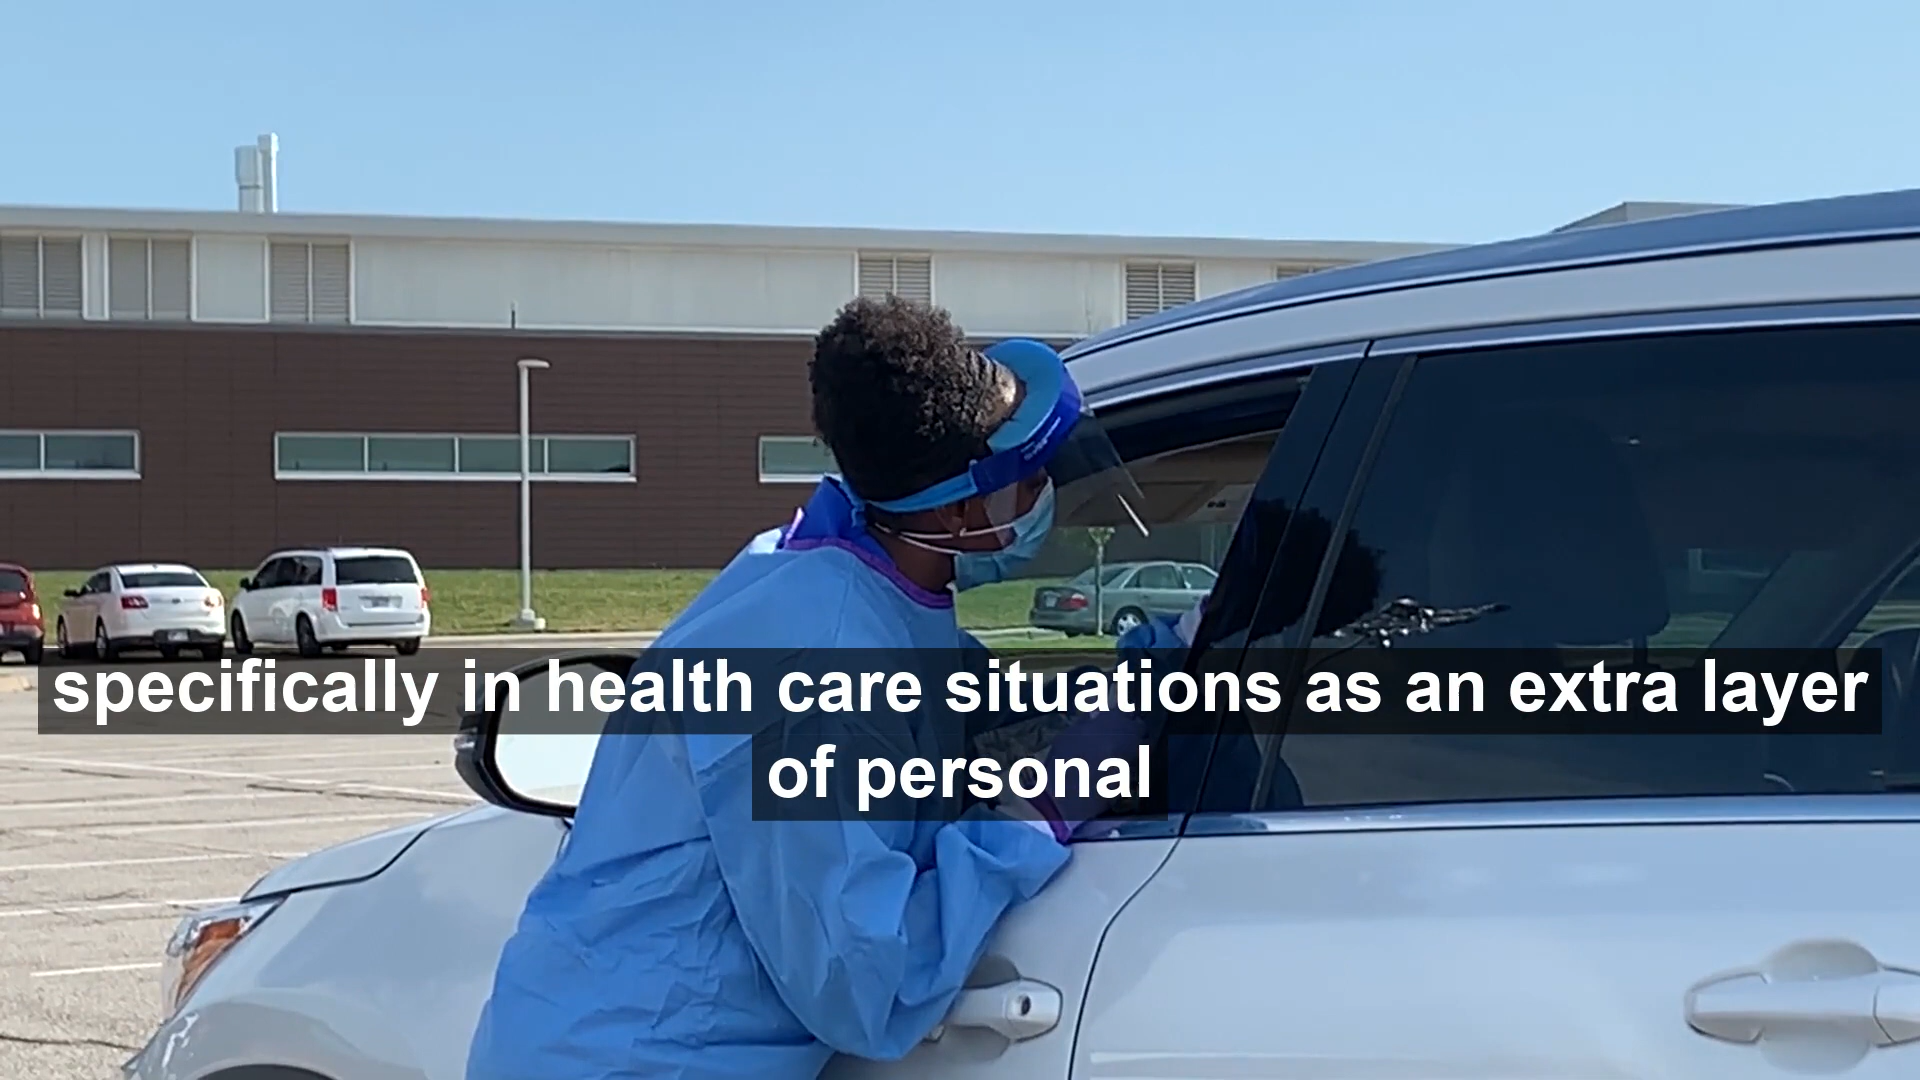 specifically in health care situations as an extra layer
of personal